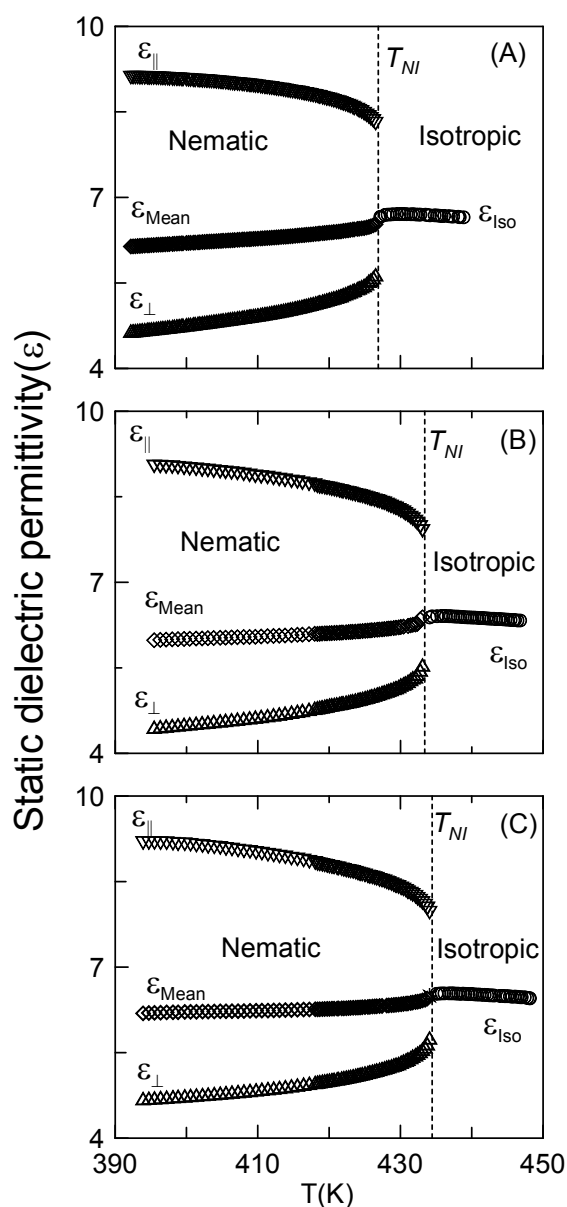 Static dielectric permittivity(ε)
10
7
4
ε∥
(A)
T_NI
Nematic
Isotropic
ε_Mean
ε_Iso
ε⊥
10
7
4
ε∥
(B)
T_NI
Nematic
Isotropic
ε_Mean
ε_Iso
ε⊥
10
7
4
ε∥
(C)
T_NI
Nematic
Isotropic
ε_Mean
ε_Iso
ε⊥
390 410 430 450
T(K)